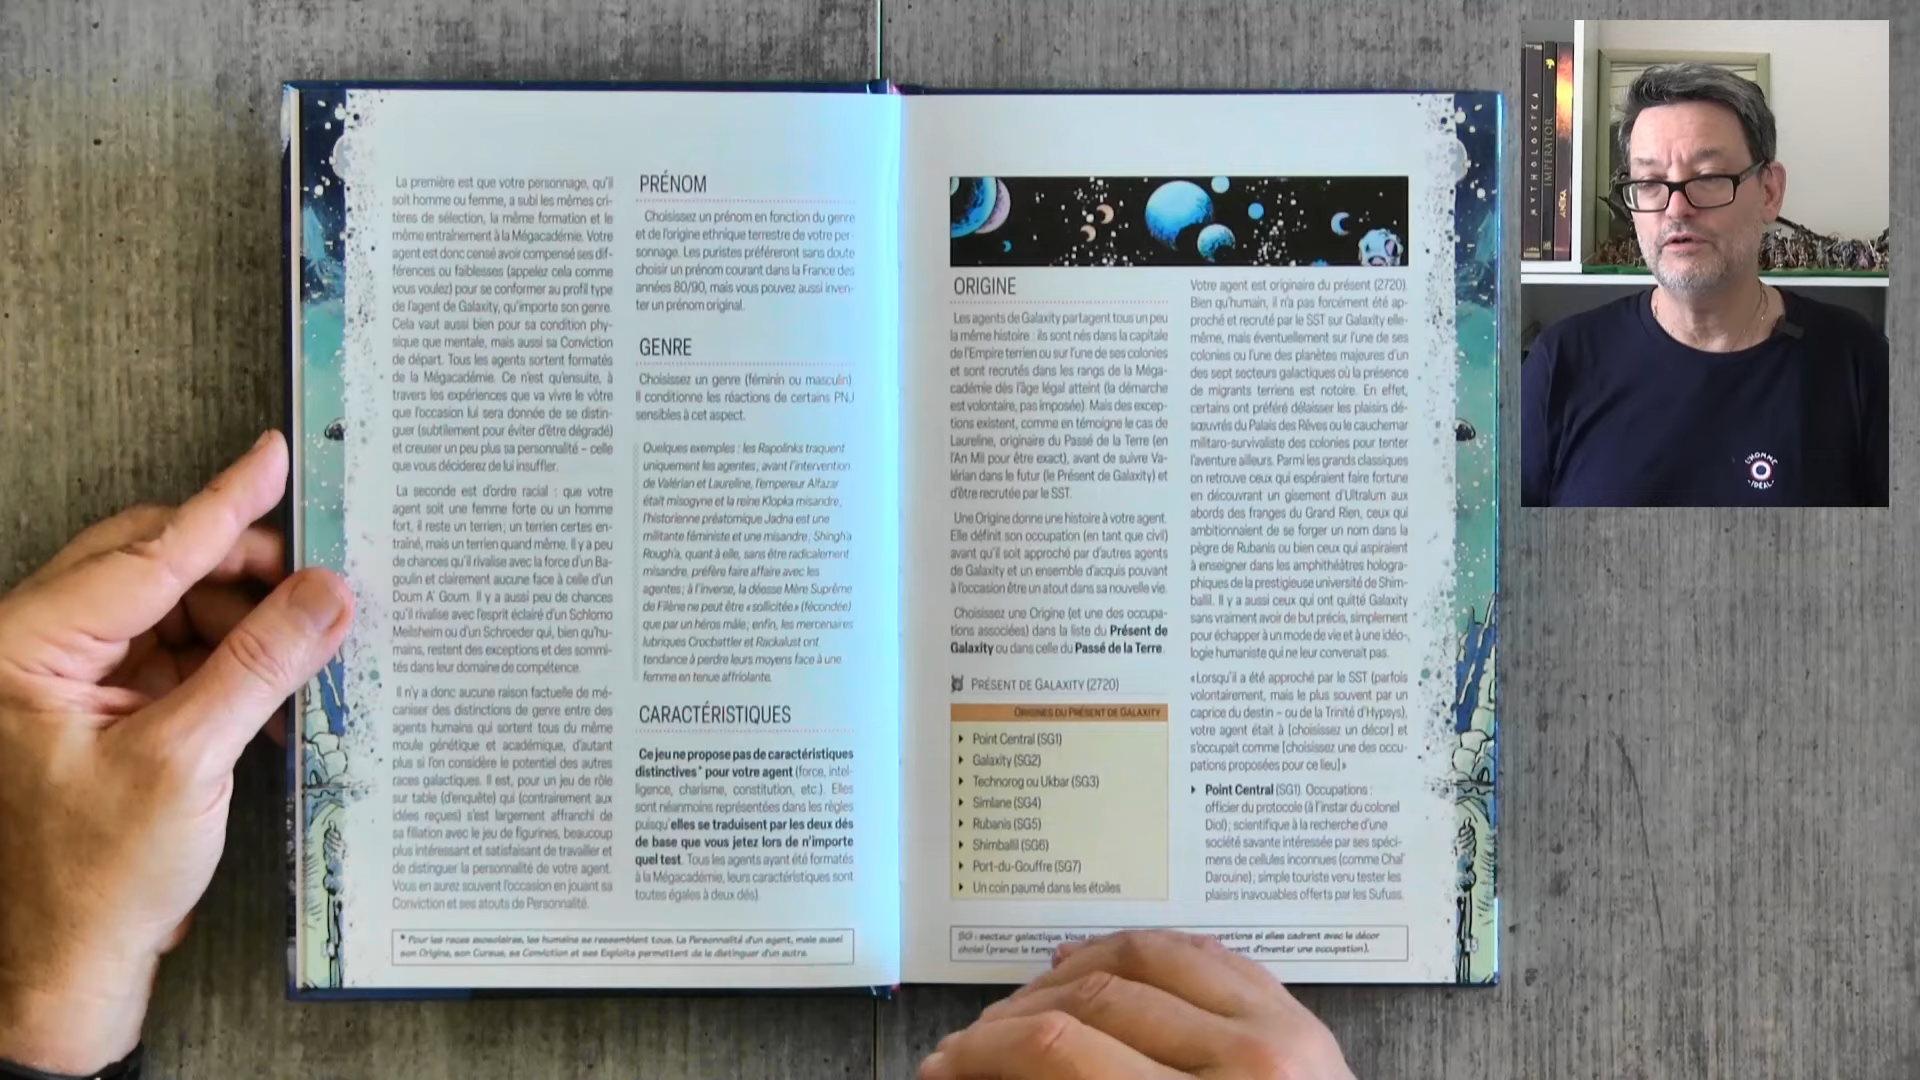 La première est que votre personnage, qu'il
soit homme ou femme, a subi les mêmes cri-
tères de sélection, la même formation et le
même entraînement à la Mégacadémie. Votre
agent est donc censé avoir compensé ses dif-
férences ou faiblesses (appelez cela comme
vous voulez) pour se conformer au profil type
de l'agent de Galaxity, qu'importe son genre.
Cela vaut aussi bien pour sa condition phy-
sique que mentale, mais aussi sa Conviction
de départ. Tous les agents sortent formatés
de la Mégacadémie. Ce n'est qu'ensuite, à
travers les expériences que va vivre le vôtre
que l'occasion lui sera donnée de se distin-
guer (subtilement pour éviter d'être dégradé)
et creuser un peu plus sa personnalité – celle
que vous déciderez de lui insuffler.
La seconde est d'ordre racial : que votre
agent soit une femme forte ou un homme
fort, il reste un terrien ; un terrien certes en-
traîné, mais un terrien quand même. Il y a peu
de chances qu'il rivalise avec la force d'un Ba-
goulin et clairement aucune face à celle d'un
Doum A' Goum. Il y a aussi peu de chances
qu'il rivalise avec l'esprit éclairé d'un Schlomo
Meilsheim ou d'un Schroeder qui, bien qu'hu-
mains, restent des exceptions et des sommi-
tés dans leur domaine de compétence.
Il n'y a donc aucune raison factuelle de mé-
caniser des distinctions de genre entre des
agents humains qui sortent tous du même
moule génétique et académique, d'autant
plus si l'on considère le potentiel des autres
races galactiques. Il est, pour un jeu de rôle
sur table (d'enquête) qui (contrairement aux
idées reçues) s'est largement affranchi de
sa filiation avec le jeu de figurines, beaucoup
plus intéressant et satisfaisant de travailler et
de distinguer la personnalité de votre agent.
Vous en aurez souvent l'occasion en jouant sa
Conviction et ses atouts de Personnalité.
PRÉNOM
Choisissez un prénom en fonction du genre
et de l'origine ethnique terrestre de votre per-
sonnage. Les puristes préféreront sans doute
choisir un prénom courant dans la France des
années 80/90, mais vous pouvez aussi inven-
ter un prénom original.
GENRE
Choisissez un genre (féminin ou masculin)
Il conditionne les réactions de certains PNJ
sensibles à cet aspect.
Quelques exemples : les Rapolinks traquent
uniquement les agentes ; avant l'intervention
de Valérian et Laureline, l'empereur Alfazar
était misogyne et la reine Klopka misandre,
l'historienne préatomique Jadna est une
militante féministe et une misandre, Shingh'a
Rough'a, quant à elle, sans être radicalement
misandre, préfère faire affaire avec les
agentes ; à l'inverse, la déesse Mère Suprême
de Filène ne peut être « sollicitée » (fécondée)
que par un héros mâle ; enfin, les mercenaires
lubriques Crocbattler et Rackalust ont
tendance à perdre leurs moyens face à une
femme en tenue affriolante.
CARACTÉRISTIQUES
Ce jeu ne propose pas de caractéristiques
distinctives* pour votre agent (force, intel-
ligence, charisme, constitution, etc.). Elles
sont néanmoins représentées dans les règles
puisqu'elles se traduisent par les deux dés
de base que vous jetez lors de n'importe
quel test. Tous les agents ayant été formatés
à la Mégacadémie, leurs caractéristiques sont
toutes égales à deux dés).
* Pour les races exosolaires, les humains se ressemblent tous. La Personnalité d'un agent, mais aussi
son Origine, son Cursus, sa Conviction et ses Exploits permettent de le distinguer d'un autre.
ORIGINE
Les agents de Galaxity partagent tous un peu
la même histoire : ils sont nés dans la capitale
de l'Empire terrien ou sur l'une de ses colonies
et sont recrutés dans les rangs de la Méga-
cadémie dès l'âge légal atteint (la démarche
est volontaire, pas imposée). Mais des excep-
tions existent, comme en témoigne le cas de
Laureline, originaire du Passé de la Terre (en
l'An Mil pour être exact), avant de suivre Va-
lérian dans le futur (le Présent de Galaxity) et
d'être recrutée par le SST.
Une Origine donne une histoire à votre agent.
Elle définit son occupation (en tant que civil)
avant qu'il soit approché par d'autres agents
de Galaxity et un ensemble d'acquis pouvant
à l'occasion être un atout dans sa nouvelle vie.
Choisissez une Origine (et une des occupa-
tions associées) dans la liste du Présent de
Galaxity ou dans celle du Passé de la Terre.
PRÉSENT DE GALAXITY (2720)
ORIGINES DU PRÉSENT DE GALAXITY
Point Central (SG1)
Galaxity (SG2)
Technorog ou Ukbar (SG3)
Simlane (SG4)
Rubanis (SG5)
Shimballil (SG6)
Port-du-Gouffre (SG7)
Un coin paumé dans les étoiles
Votre agent est originaire du présent (2720).
Bien qu'humain, il n'a pas forcément été ap-
proché et recruté par le SST sur Galaxity elle-
même, mais éventuellement sur l'une de ses
colonies ou l'une des planètes majeures d'un
des sept secteurs galactiques où la présence
de migrants terriens est notoire. En effet,
certains ont préféré délaisser les plaisirs dé-
sœuvrés du Palais des Rêves ou le cauchemar
militaro-survivaliste des colonies pour tenter
l'aventure ailleurs. Parmi les grands classiques
on retrouve ceux qui espéraient faire fortune
en découvrant un gisement d'Ultralum aux
abords des franges du Grand Rien, ceux qui
ambitionnaient de se forger un nom dans la
pègre de Rubanis ou bien ceux qui aspiraient
à enseigner dans les amphithéâtres hologra-
phiques de la prestigieuse université de Shim-
ballil. Il y a aussi ceux qui ont quitté Galaxity
sans vraiment avoir de but précis, simplement
pour échapper à un mode de vie et à une idéo-
logie humaniste qui ne leur convenait pas.
«Lorsqu'il a été approché par le SST (parfois
volontairement, mais le plus souvent par un
caprice du destin – ou de la Trinité d'Hypsys),
votre agent était à [choisissez un décor] et
s'occupait comme [choisissez une des occu-
pations proposées pour ce lieu]»
Point Central (SG1). Occupations :
officier du protocole (à l'instar du colonel
Diol) ; scientifique à la recherche d'une
société savante intéressée par ses spéci-
mens de cellules inconnues (comme Chal'
Darouine) ; simple touriste venu tester les
plaisirs inavouables offerts par les Sufuss.
SG : secteur galactique. Vous cupations si elles cadrent avec le décor
choisi (prenez le temps avant d'inventer une occupation).
MYTHOLOGYKA
IMPERATOR
L'HOMME
IDÉAL